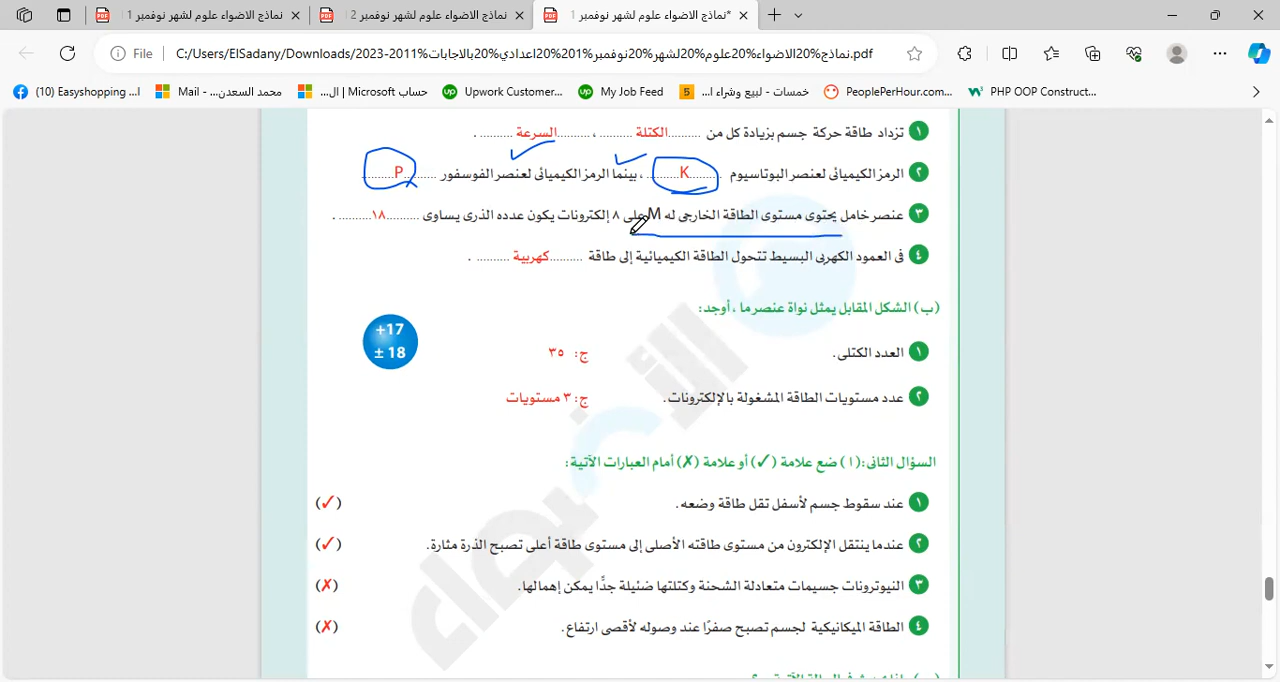 نماذج الاضواء علوم لشهر نوفمبر 1
نماذج الاضواء علوم لشهر نوفمبر 2
نماذج الاضواء علوم لشهر نوفمبر 1*
File
C:/Users/ElSadany/Downloads/2023-2011%نماذج%20الاضواء%20علوم%20لشهر%20نوفمبر%201%20اعدادي%20بالاجابات.pdf
(10) Easyshopping ...l
Mail - محمد السعدن...
حساب Microsoft ال...
Upwork Customer...
My Job Feed
خمسات - لبيع وشراء ا...
PeoplePerHour.com...
PHP OOP Construct...
١ تزداد طاقة حركة جسم بزيادة كل من ........الكتلة........ ، ........السرعة........ .
٢ الرمز الكيميائى لعنصر البوتاسيوم ........K........ ، بينما الرمز الكيميائى لعنصر الفوسفور ........P........ .
٣ عنصر خامل يحتوى مستوى الطاقة الخارجى له M على ٨ إلكترونات يكون عدده الذرى يساوى ........١٨........ .
٤ فى العمود الكهربى البسيط تتحول الطاقة الكيميائية إلى طاقة ........كهربية........ .
(ب) الشكل المقابل يمثل نواة عنصر ما ، أوجد:
+17
± 18
١ العدد الكتلى. ج: ٣٥
٢ عدد مستويات الطاقة المشغولة بالإلكترونات. ج: ٣ مستويات
السؤال الثانى: (١) ضع علامة (✓) أو علامة (✗) أمام العبارات الآتية:
١ عند سقوط جسم لأسفل تقل طاقة وضعه. (✓)
٢ عندما ينتقل الإلكترون من مستوى طاقته الأصلى إلى مستوى طاقة أعلى تصبح الذرة مثارة. (✓)
٣ النيوترونات جسيمات متعادلة الشحنة وكتلتها ضئيلة جدًّا يمكن إهمالها. (✗)
٤ الطاقة الميكانيكية لجسم تصبح صفرًا عند وصوله لأقصى ارتفاع. (✗)